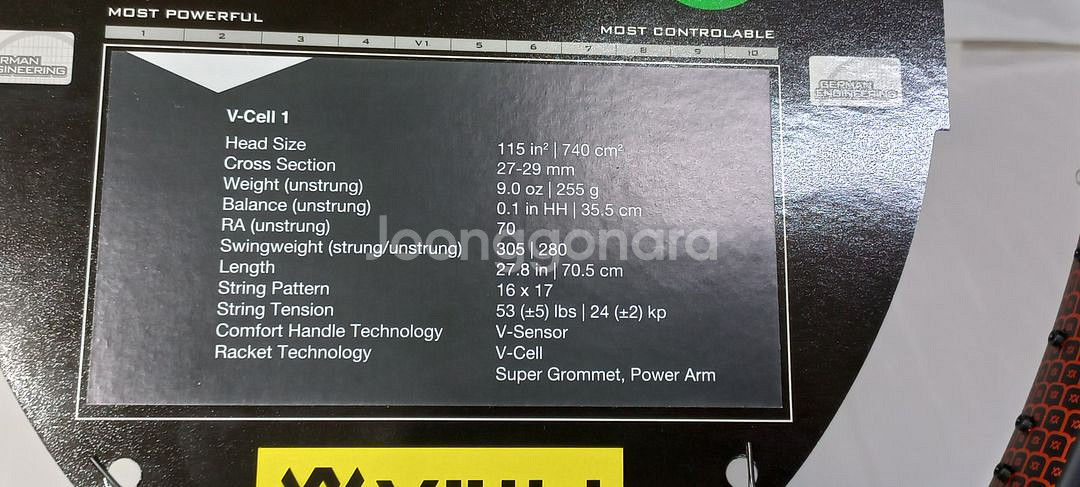 MOST POWERFUL
MOST CONTROLABLE
1 2 3 4 V1 5 6 7 8 9 10
GERMAN
ENGINEERING
V-Cell 1
Head Size 115 in² | 740 cm²
Cross Section 27-29 mm
Weight (unstrung) 9.0 oz | 255 g
Balance (unstrung) 0.1 in HH | 35.5 cm
RA (unstrung) 70
Swingweight (strung/unstrung) 305 | 280
Length 27.8 in | 70.5 cm
String Pattern 16 x 17
String Tension 53 (±5) lbs | 24 (±2) kp
Comfort Handle Technology V-Sensor
Racket Technology V-Cell
Super Grommet, Power Arm
Joonggonara